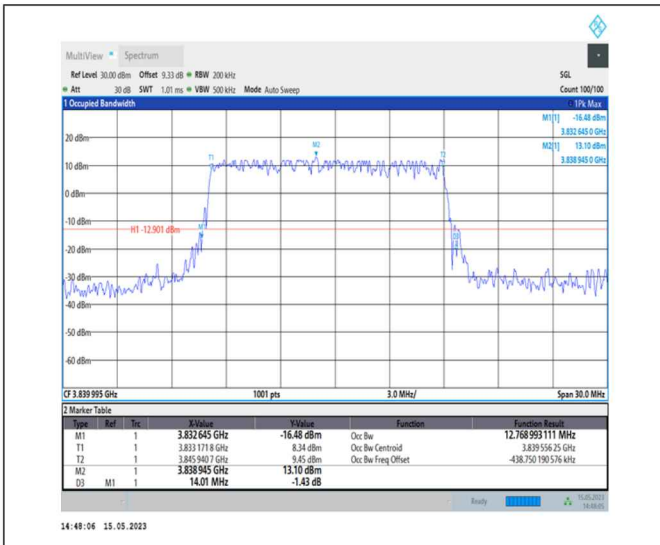 MultiView Spectrum
Ref Level 30.00 dBm Offset 9.33 dB RBW 200 kHz SGL
Att 30 dB SWT 1.01 ms VBW 500 kHz Mode Auto Sweep Count 100/100
1 Occupied Bandwidth 1Pk Max
M1[1] -16.48 dBm
3.832 645 0 GHz
M2[1] 13.10 dBm
3.838 945 0 GHz
20 dBm
M2
T1
T2
10 dBm
0 dBm
-10 dBm
H1 -12.901 dBm
M1
D3
-20 dBm
-30 dBm
-40 dBm
-50 dBm
-60 dBm
CF 3.839 995 GHz 1001 pts 3.0 MHz/ Span 30.0 MHz
2 Marker Table
Type Ref Trc X-Value Y-Value Function Function Result
M1 1 3.832 645 GHz -16.48 dBm Occ Bw 12.768 993 111 MHz
T1 1 3.833 171 8 GHz 8.34 dBm Occ Bw Centroid 3.839 556 25 GHz
T2 1 3.845 940 7 GHz 9.45 dBm Occ Bw Freq Offset -438.750 190 576 kHz
M2 1 3.838 945 GHz 13.10 dBm
D3 M1 1 14.01 MHz -1.43 dB
Ready 15.05.2023
14:48:05
14:48:06 15.05.2023